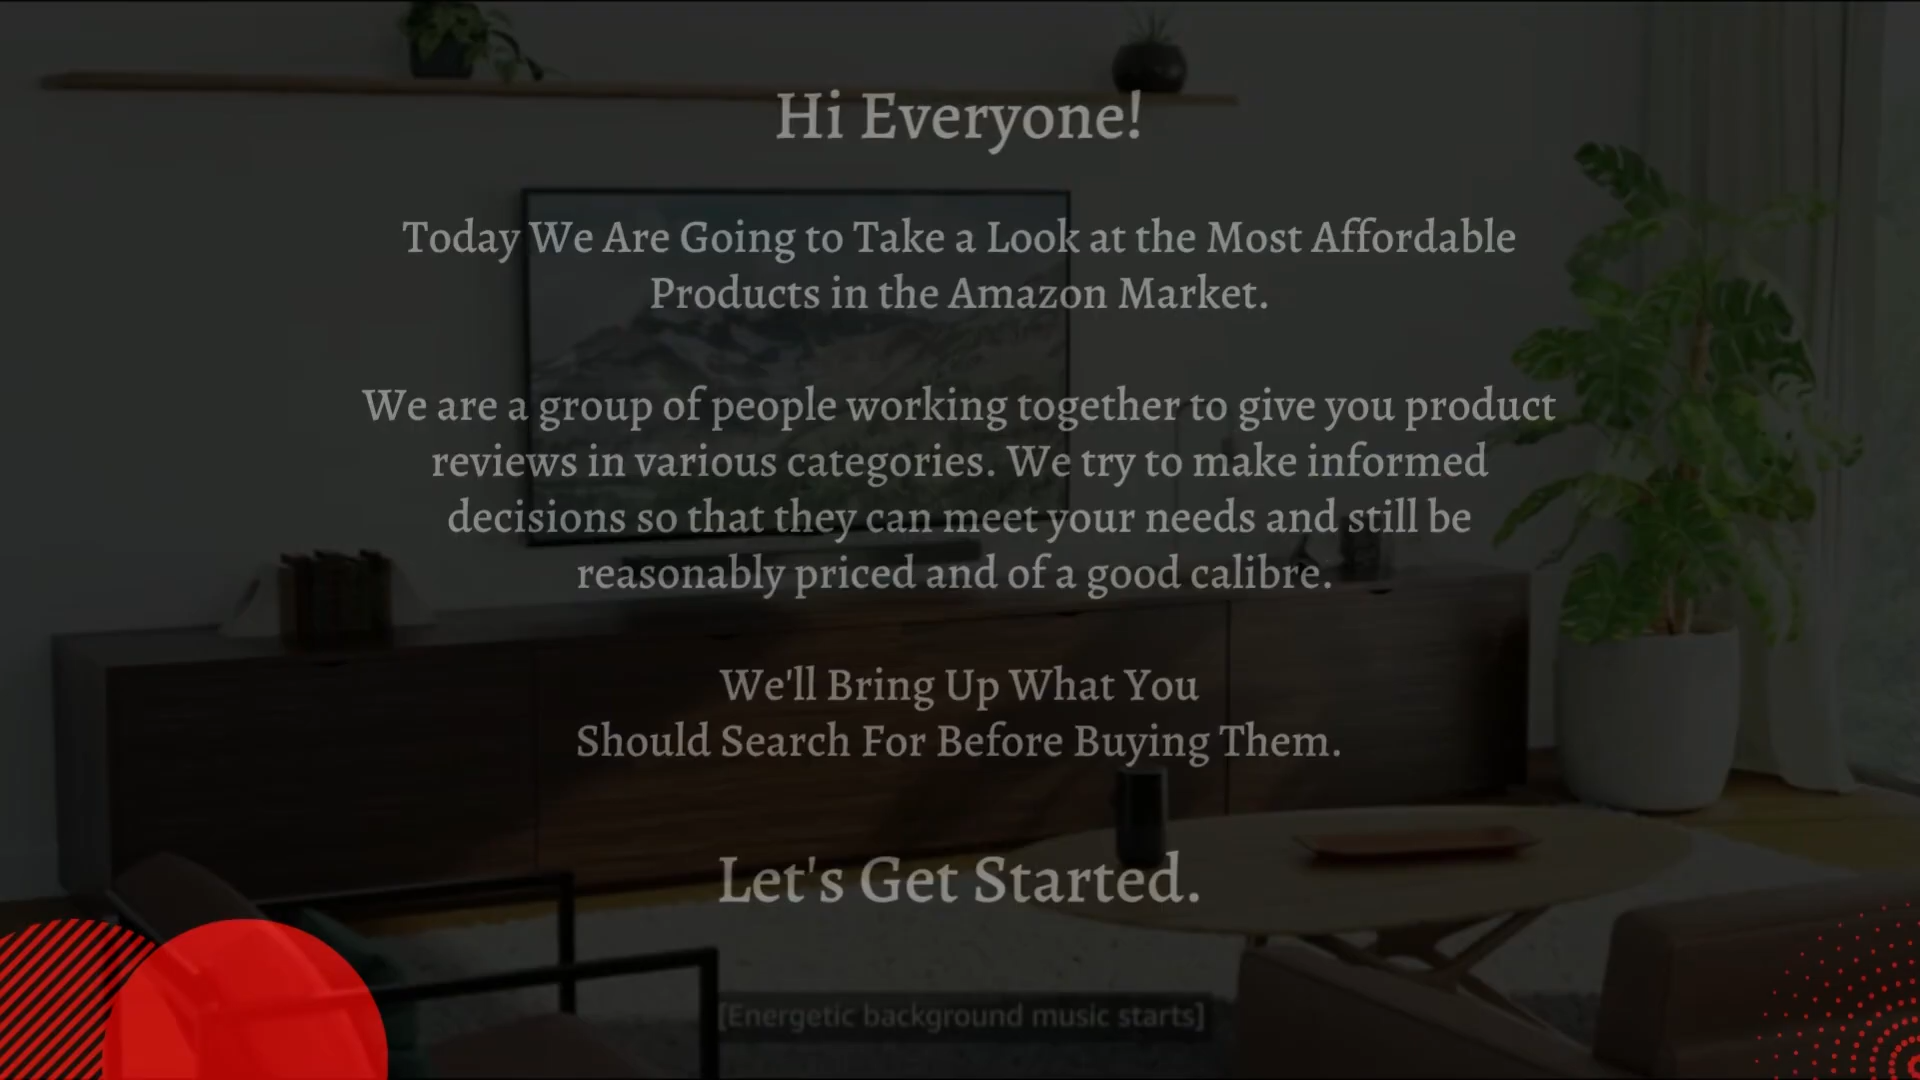 Hi Everyone!
Today We Are Going to Take a Look at the Most Affordable
Products in the Amazon Market.
We are a group of people working together to give you product
reviews in various categories. We try to make informed
decisions so that they can meet your needs and still be
reasonably priced and of a good calibre.
We'll Bring Up What You
Should Search For Before Buying Them.
Let's Get Started.
[Energetic background music starts]